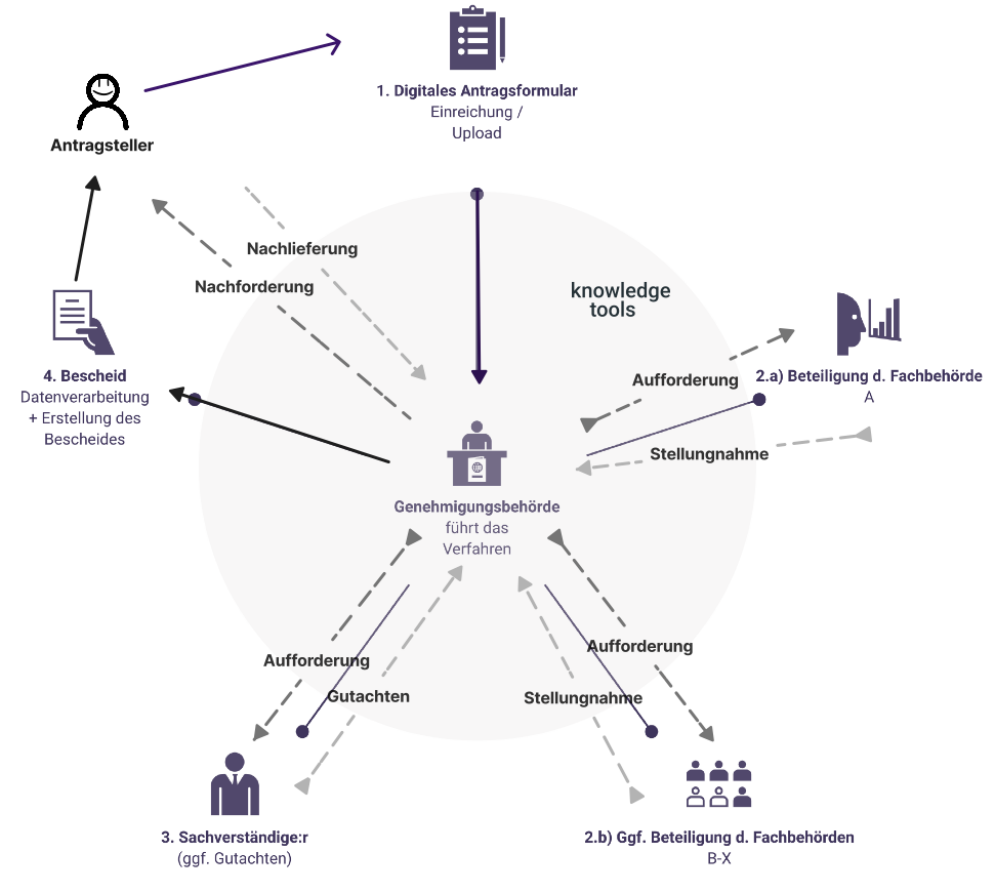 1. Digitales Antragsformular
Einreichung /
Upload
Antragsteller
Nachlieferung
Nachforderung
knowledge
tools
4. Bescheid
Datenverarbeitung
+ Erstellung des
Bescheides
Aufforderung
2.a) Beteiligung d. Fachbehörde
A
Stellungnahme
Genehmigungsbehörde
führt das
Verfahren
Aufforderung
Gutachten
Aufforderung
Stellungnahme
3. Sachverständige:r
(ggf. Gutachten)
2.b) Ggf. Beteiligung d. Fachbehörden
B-X